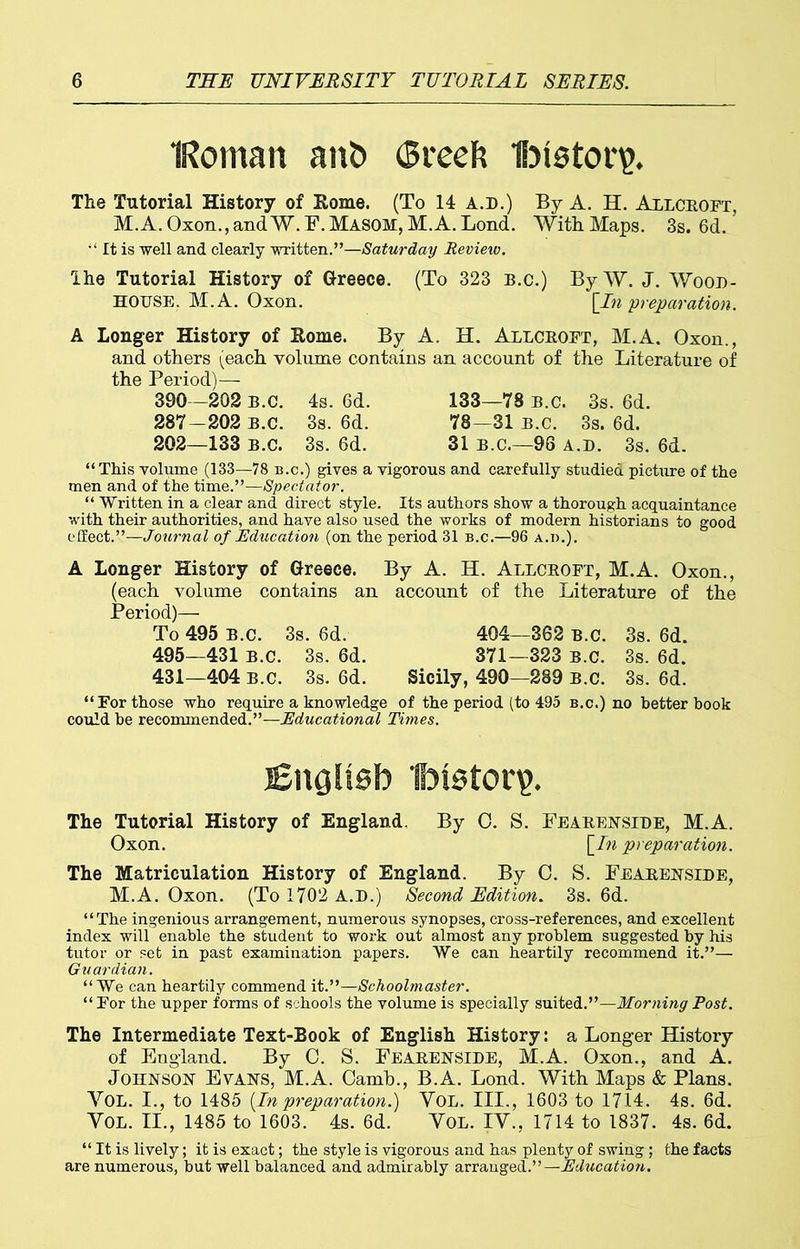 6 THE UNIVERSITY TUTORIAL SERIES.
Roman and Greek History.
The Tutorial History of Rome. (To 14 A.D.) By A. H. ALLCROFT,
M.A. Oxon., and W. F. MASOM, M.A. Lond. With Maps. 3s. 6d.
“It is well and clearly written.”—Saturday Review.
The Tutorial History of Greece. (To 323 B.C.) By W. J. WOOD-
HOUSE, M.A. Oxon. [In preparation.
A Longer History of Rome. By A. H. ALLCROFT, M.A. Oxon.,
and others (each volume contains an account of the Literature of
the Period)—
390—202 B.C. 4s. 6d. 133—78 B.C. 3s. 6d.
287—202 B.C. 3s. 6d. 78—31 B.C. 3s. 6d.
202—133 B.C. 3s. 6d. 31 B.C.—96 A.D. 3s. 6d.
“This volume (133—78 B.C.) gives a vigorous and carefully studied picture of the
men and of the time.”—Spectator.
“Written in a clear and direct style. Its authors show a thorough acquaintance
with their authorities, and have also used the works of modern historians to good
effect.”—Journal of Education (on the period 31 B.C.—96 A.D.).
A Longer History of Greece. By A. H. ALLCROFT, M.A. Oxon.,
(each volume contains an account of the Literature of the
Period)—
To 495 B.C. 3s. 6d. 404—362 B.C. 3s. 6d.
495—431 B.C. 3s. 6d. 371—323 B.C. 3s. 6d.
431—404 B.C. 3s. 6d. Sicily, 490—289 B.C. 3s. 6d.
“For those who require a knowledge of the period (to 495 B.C.) no better book
could be recommended.”—Educational Times.
English History.
The Tutorial History of England. By C. S. FEARENSIDE, M.A.
Oxon. [In preparation.
The Matriculation History of England. By C. S. FEARENSIDE,
M.A. Oxon. (To 1702 A.D.) Second Edition. 3s. 6d.
“The ingenious arrangement, numerous synopses, cross-references, and excellent
index will enable the student to work out almost any problem suggested by his
tutor or set in past examination papers. We can heartily recommend it.”—
Guardian.
“We can heartily commend it.”—Schoolmaster.
“For the upper forms of schools the volume is specially suited.”—Morning Post.
The Intermediate Text-Book of English History: a Longer History
of England. By C. S. FEARENSIDE, M.A. Oxon., and A.
JOHNSON EVANS, M.A. Camb., B.A. Lond. With Maps & Plans.
VOL. I., to 1485 (In preparation.) VOL. III., 1603 to 1714. 4s. 6d.
VOL. II., 1485 to 1603. 4s. 6d. VOL. IV., 1714 to 1837. 4s. 6d.
“It is lively; it is exact; the style is vigorous and has plenty of swing; the facts
are numerous, but well balanced and admirably arranged.”—Education.